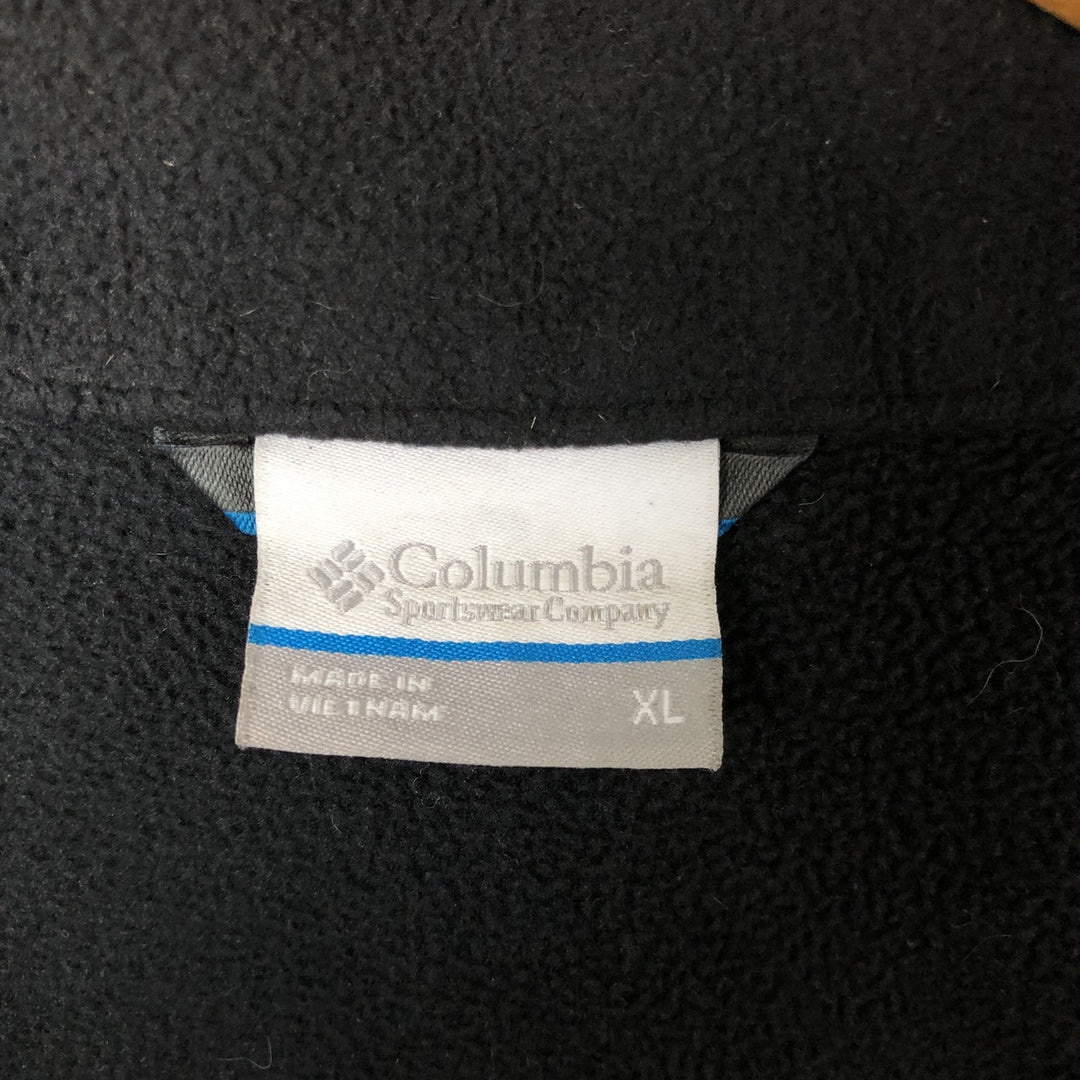 Columbia
Sportswear Company
MADE IN
VIETNAM
XL